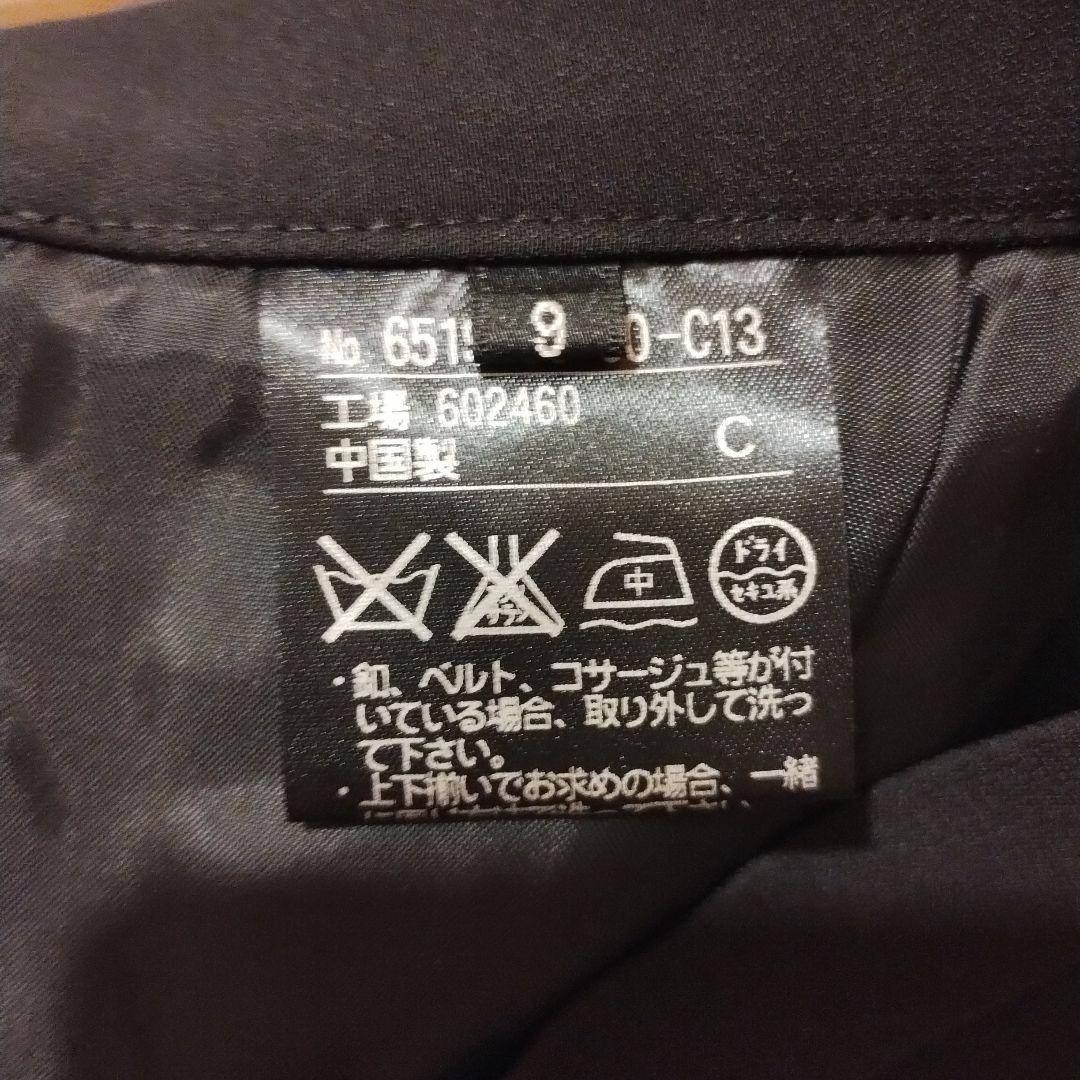 9
No. 651 0-C13
工場 602460
中国製
C
中
ドライ
セキユ系
・釦、ベルト、コサージュ等が付
いている場合、取り外して洗っ
て下さい。
・上下揃いでお求めの場合、一緒